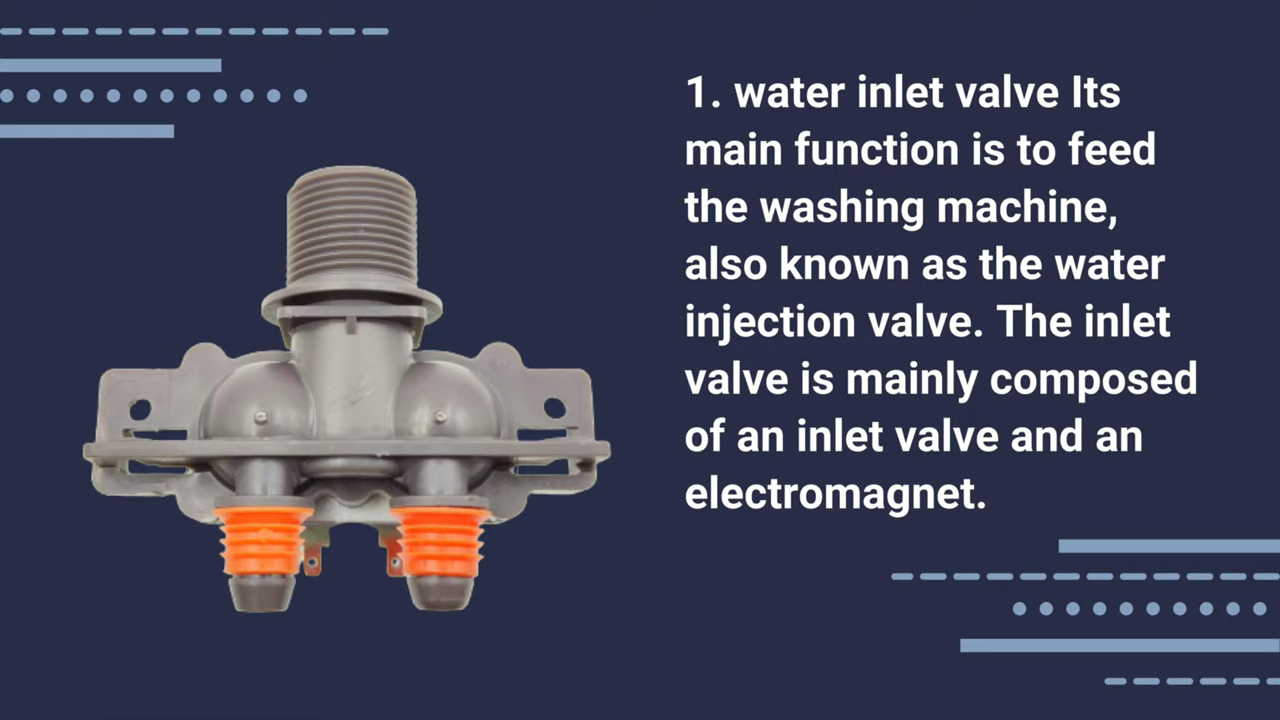 1. water inlet valve Its
main function is to feed
the washing machine,
also known as the water
injection valve. The inlet
valve is mainly composed
of an inlet valve and an
electromagnet.